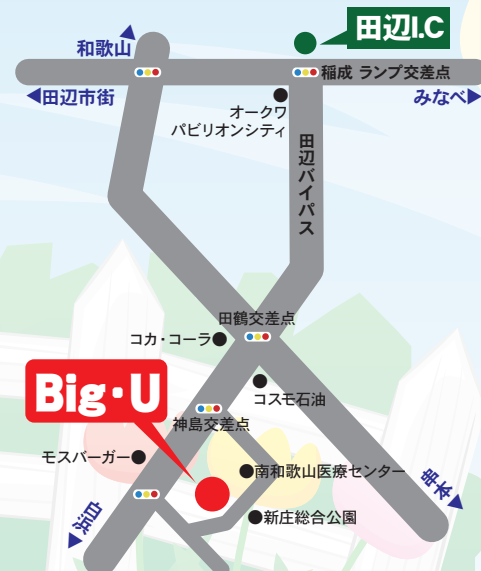 田辺I.C
和歌山
稲成 ランプ交差点
田辺市街
みなべ
オークワ
パビリオンシティ
田辺バイパス
田鶴交差点
コカ・コーラ
Big・U
コスモ石油
神島交差点
モスバーガー
南和歌山医療センター
串本
新庄総合公園
白浜